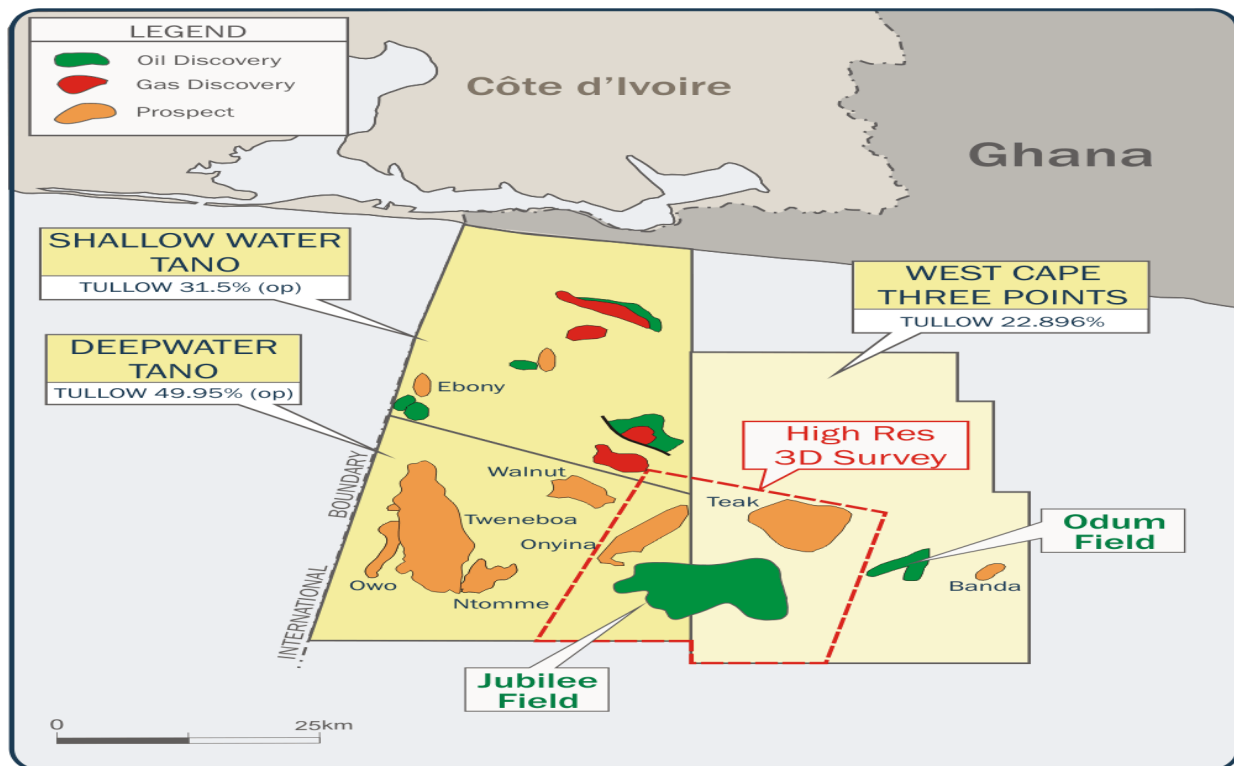 LEGEND
Oil Discovery
Gas Discovery
Prospect
Côte d'Ivoire
Ghana
SHALLOW WATER
TANO
TULLOW 31.5% (op)
WEST CAPE
THREE POINTS
TULLOW 22.896%
DEEPWATER
TANO
TULLOW 49.95% (op)
Ebony
High Res
3D Survey
Walnut
Teak
Tweneboa
Onyina
Odum
Field
Owo
Ntomme
Banda
INTERNATIONAL BOUNDARY
Jubilee
Field
0 25km